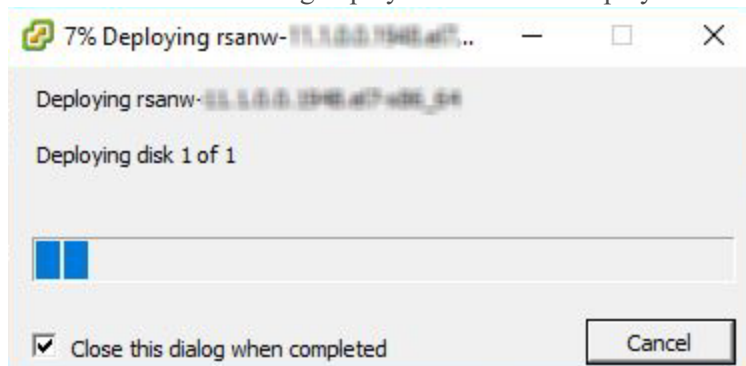 7% Deploying rsanw-
Deploying rsanw-
Deploying disk 1 of 1
Close this dialog when completed
Cancel